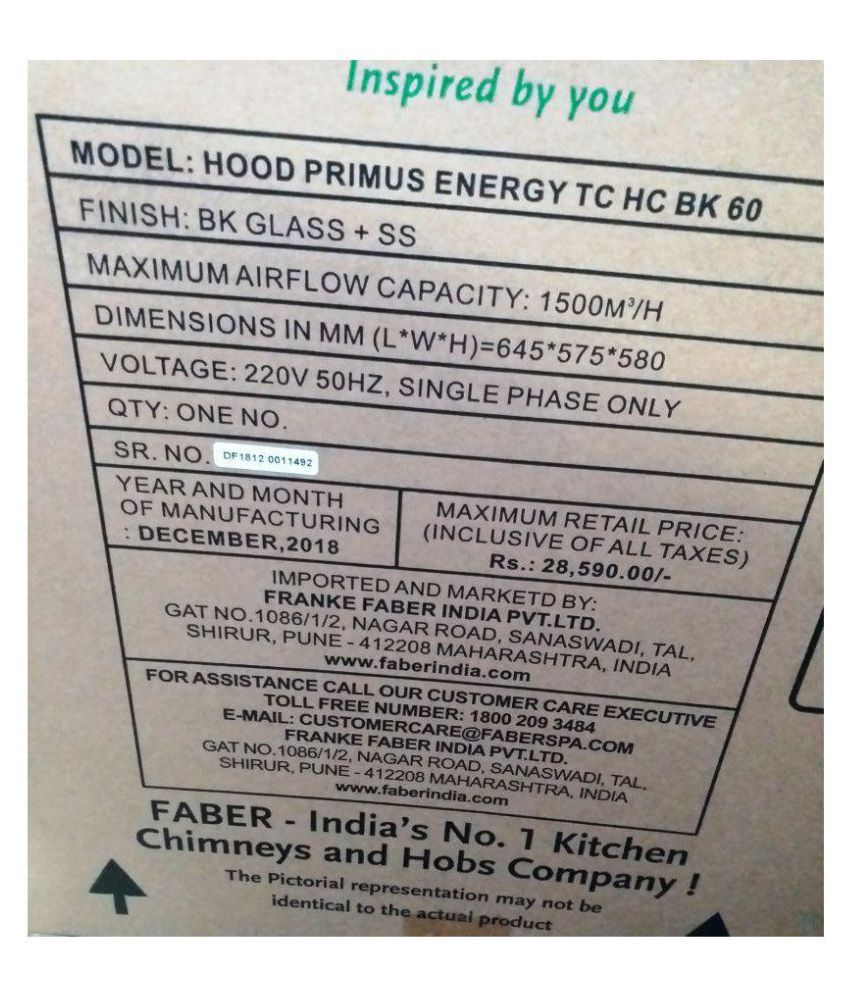 Inspired by you
MODEL: HOOD PRIMUS ENERGY TC HC BK 60
FINISH: BK GLASS + SS
MAXIMUM AIRFLOW CAPACITY: 1500M³/H
DIMENSIONS IN MM (L*W*H)=645*575*580
VOLTAGE: 220V 50HZ, SINGLE PHASE ONLY
QTY: ONE NO.
SR. NO. DF1812 0011492
YEAR AND MONTH
OF MANUFACTURING
: DECEMBER,2018
MAXIMUM RETAIL PRICE:
(INCLUSIVE OF ALL TAXES)
Rs.: 28,590.00/-
IMPORTED AND MARKETD BY:
FRANKE FABER INDIA PVT.LTD.
GAT NO.1086/1/2, NAGAR ROAD, SANASWADI, TAL,
SHIRUR, PUNE - 412208 MAHARASHTRA, INDIA
www.faberindia.com
FOR ASSISTANCE CALL OUR CUSTOMER CARE EXECUTIVE
TOLL FREE NUMBER: 1800 209 3484
E-MAIL: CUSTOMERCARE@FABERSPA.COM
FRANKE FABER INDIA PVT.LTD.
GAT NO.1086/1/2, NAGAR ROAD, SANASWADI, TAL,
SHIRUR, PUNE - 412208 MAHARASHTRA, INDIA
www.faberindia.com
FABER - India's No. 1 Kitchen
Chimneys and Hobs Company !
The Pictorial representation may not be
identical to the actual product